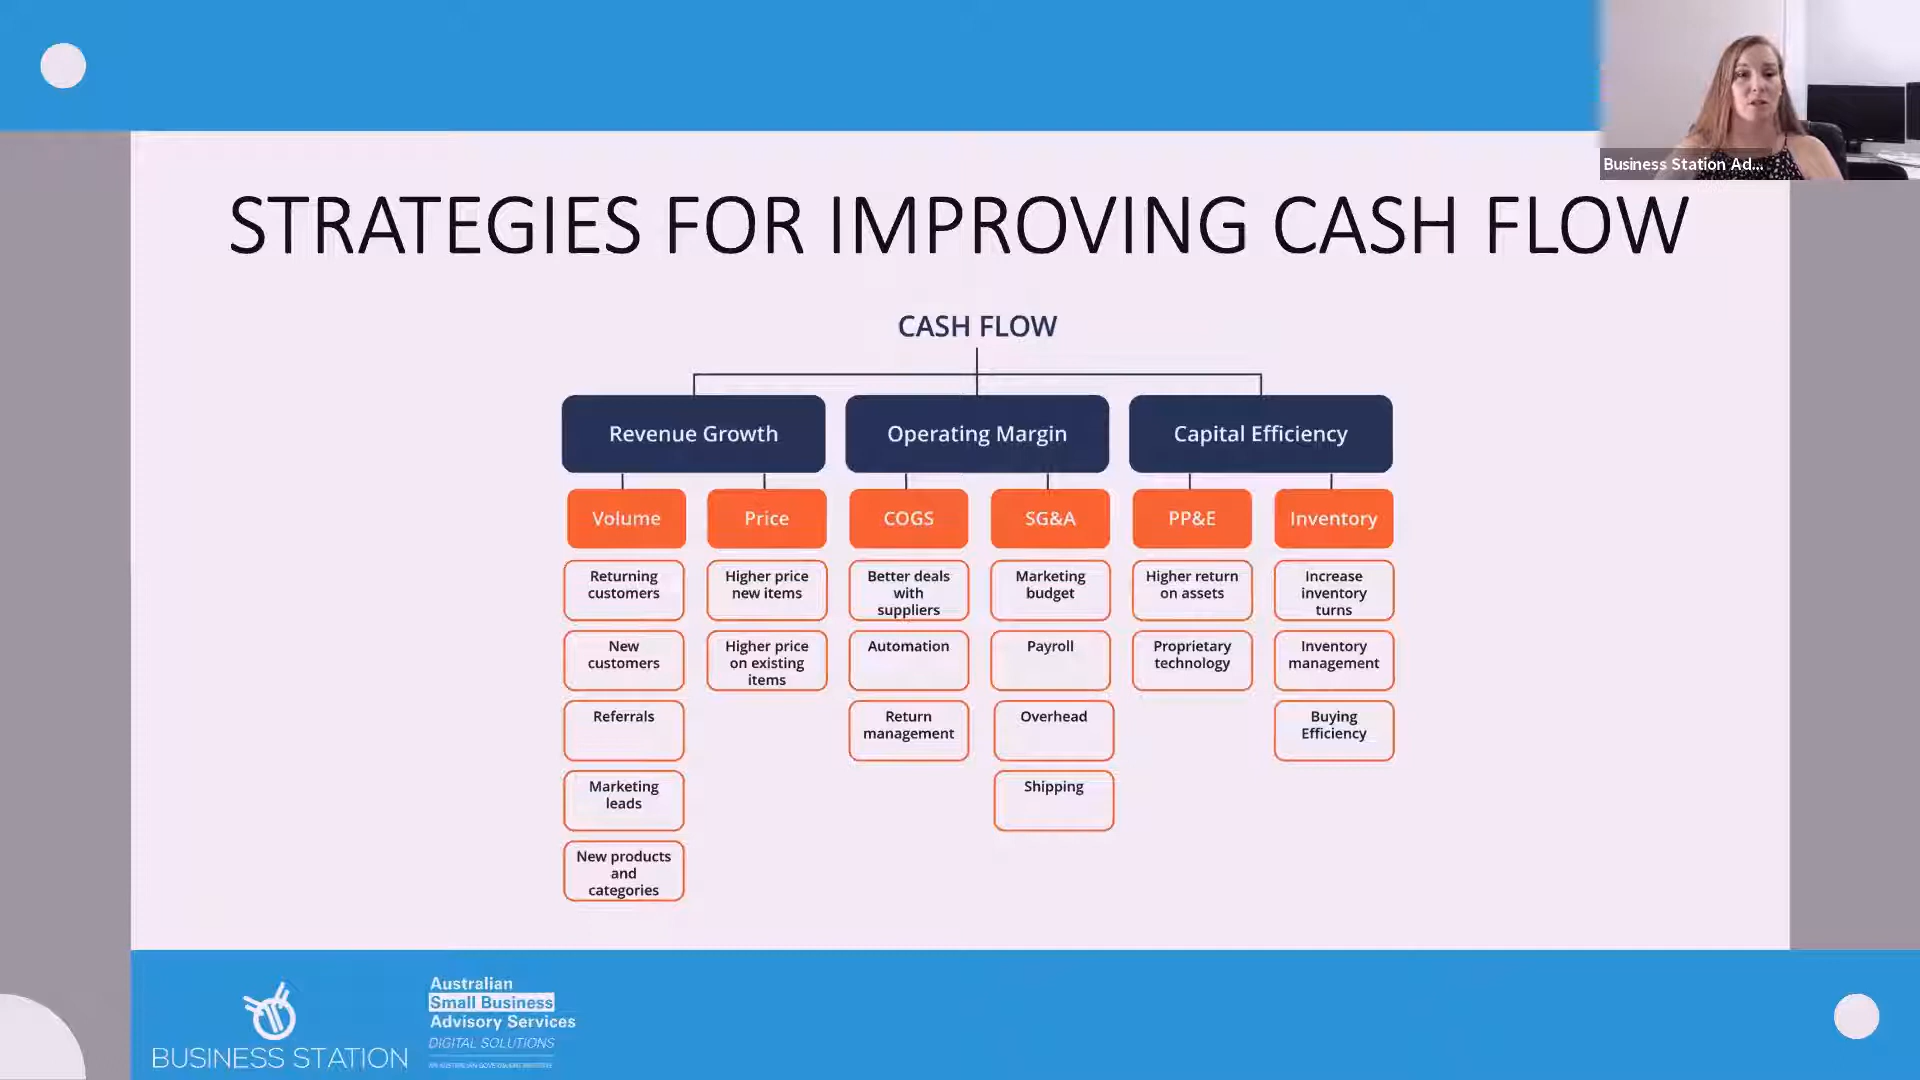 Business Station Ad...
STRATEGIES FOR IMPROVING CASH FLOW
CASH FLOW
Revenue Growth
Operating Margin
Capital Efficiency
Volume
Price
COGS
SG&A
PP&E
Inventory
Returning
customers
New
customers
Referrals
Marketing
leads
New products
and
categories
Higher price
new items
Higher price
on existing
items
Better deals
with
suppliers
Automation
Return
management
Marketing
budget
Payroll
Overhead
Shipping
Higher return
on assets
Proprietary
technology
Increase
inventory
turns
Inventory
management
Buying
Efficiency
BUSINESS STATION
Australian
Small Business
Advisory Services
DIGITAL SOLUTIONS
AN AUSTRALIAN GOVERNMENT INITIATIVE